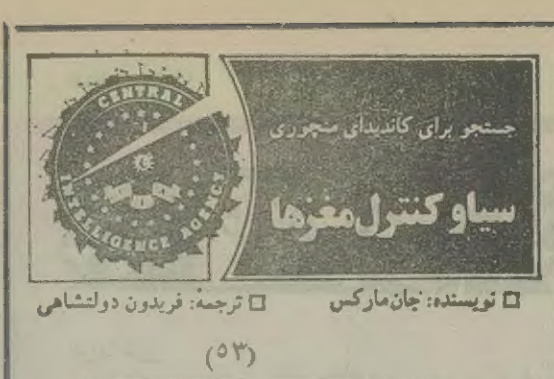 CENTRAL
INTELLIGENCE AGENCY
جستجو برای کاندیدای منچوری
سیا و کنترل مغزها
□ نویسنده: جان مارکس □ ترجمهٔ: فریدون دولتشاهی
(۵۳)